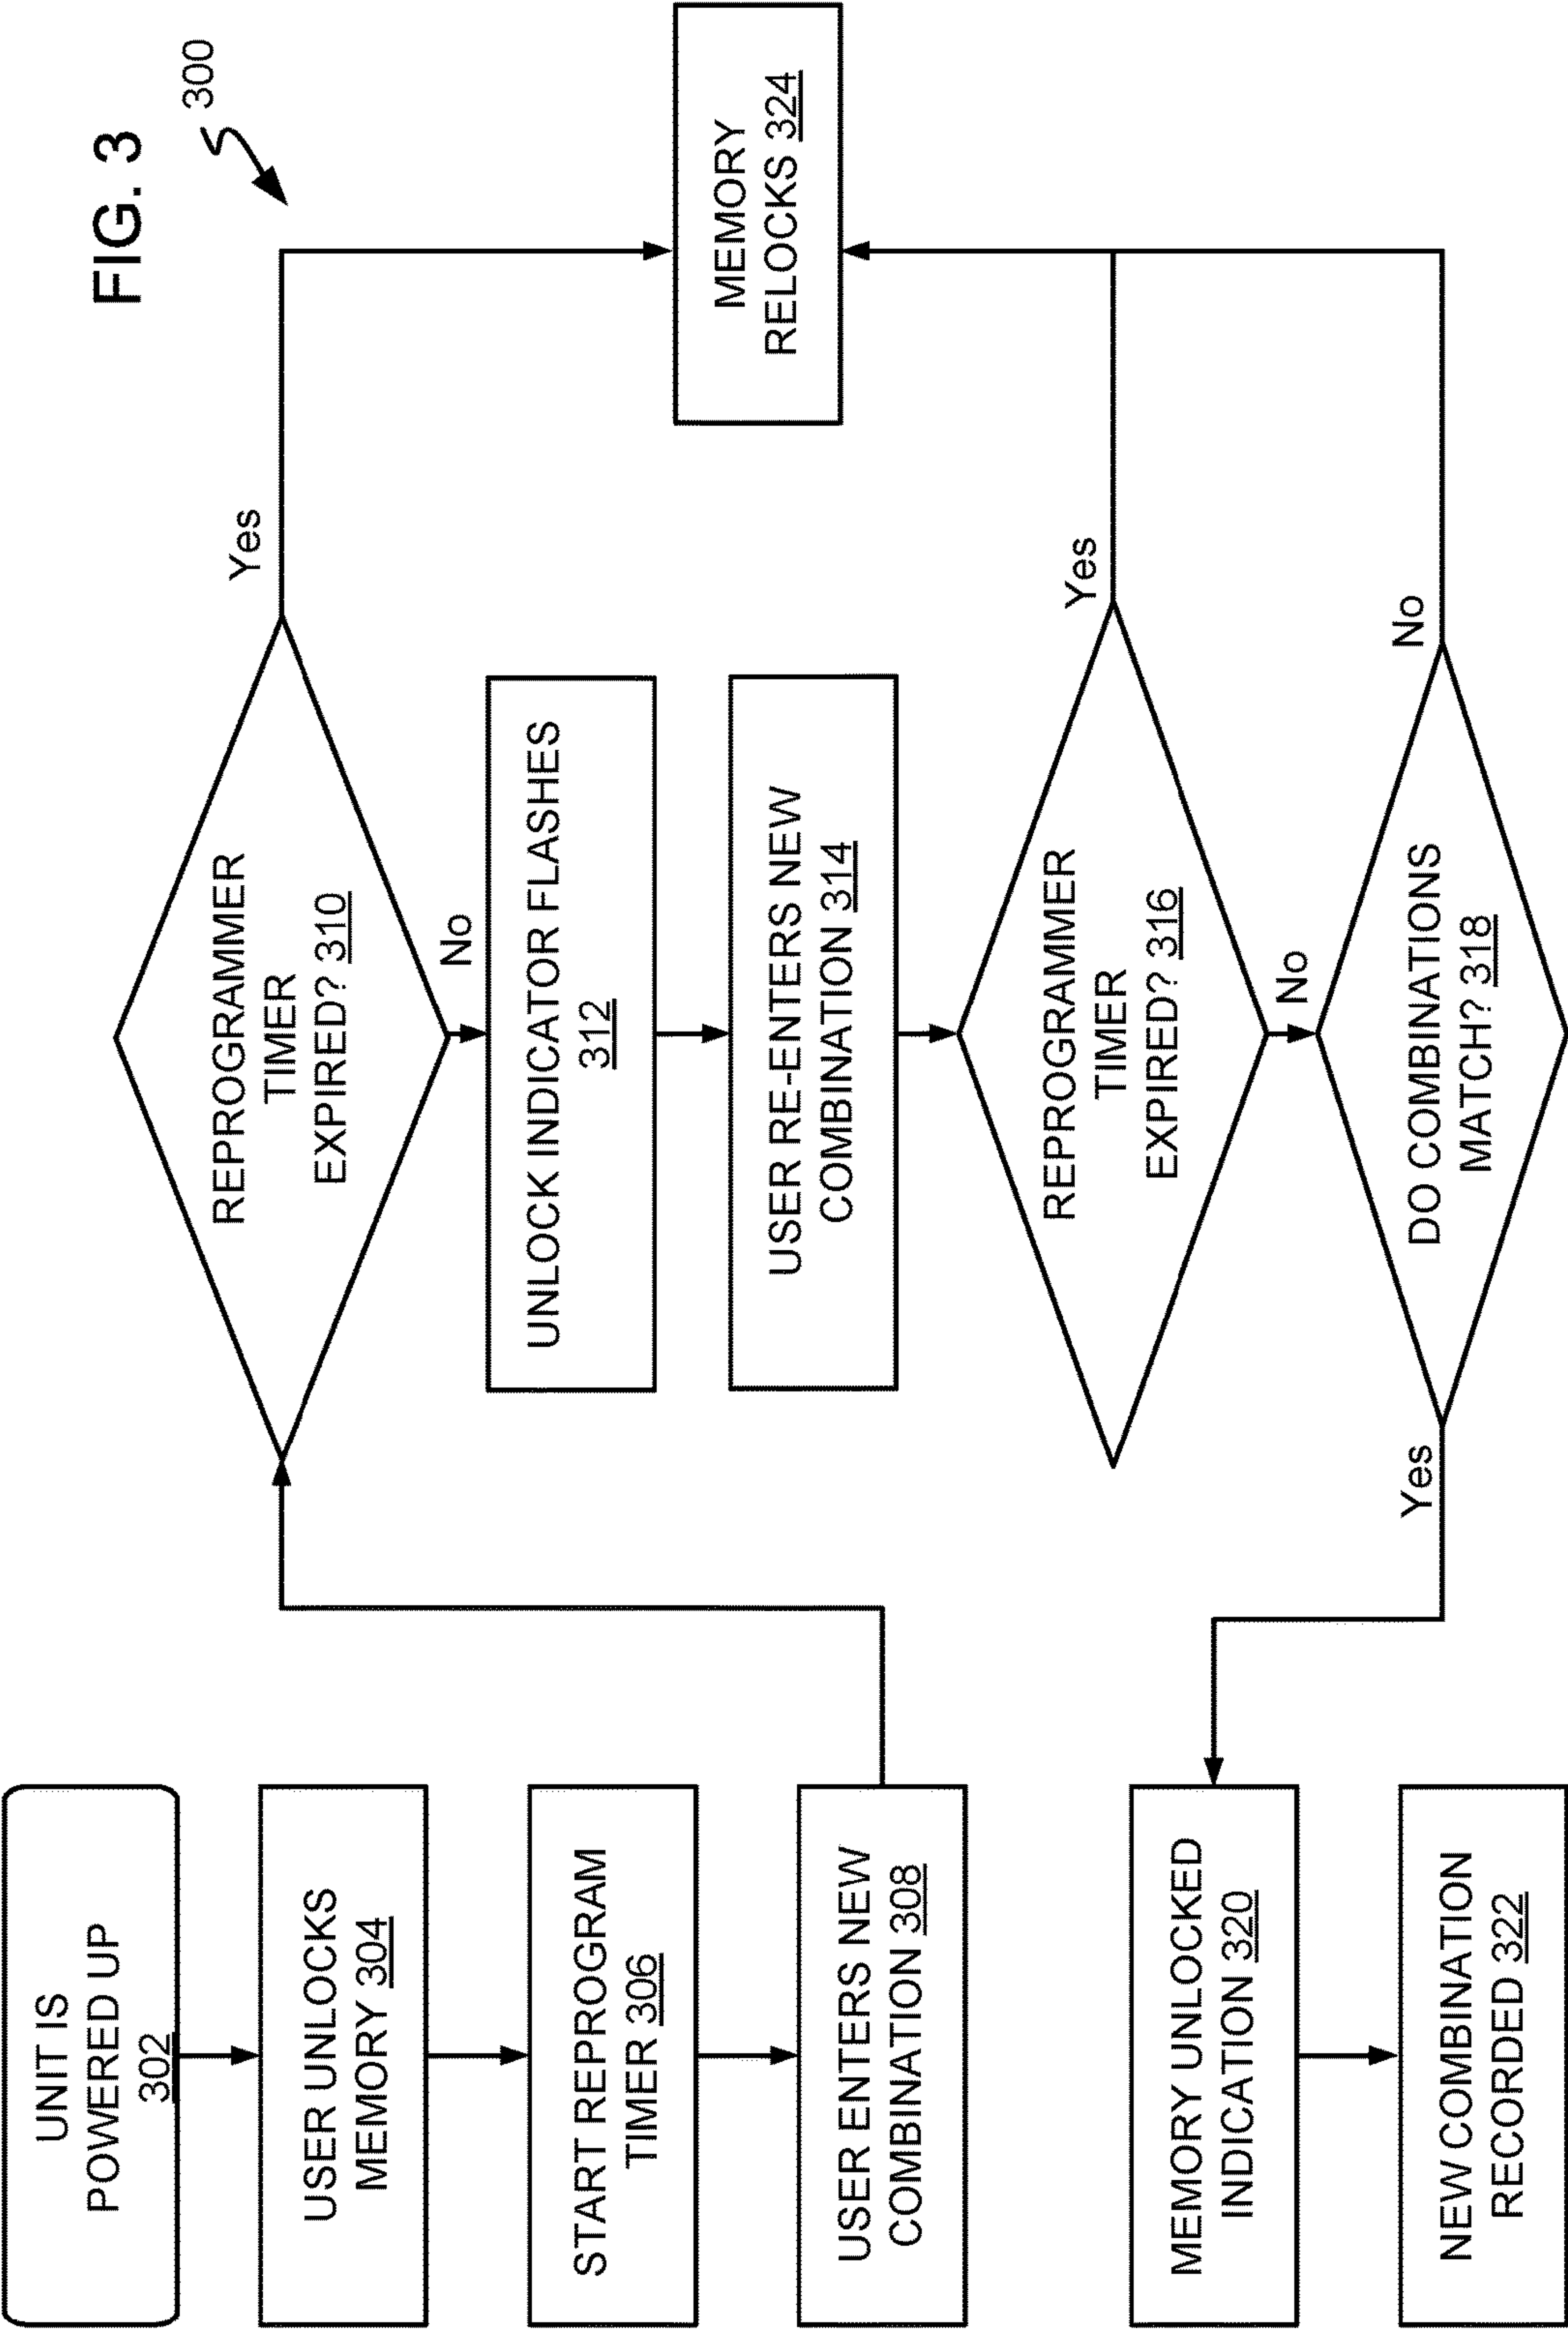 FIG. 3
300
UNIT IS
POWERED UP
302
USER UNLOCKS
MEMORY 304
START REPROGRAM
TIMER 306
USER ENTERS NEW
COMBINATION 308
REPROGRAMMER
TIMER
EXPIRED? 310
Yes
No
UNLOCK INDICATOR FLASHES
312
USER RE-ENTERS NEW
COMBINATION 314
REPROGRAMMER
TIMER
EXPIRED? 316
Yes
No
DO COMBINATIONS
MATCH? 318
Yes
No
MEMORY UNLOCKED
INDICATION 320
NEW COMBINATION
RECORDED 322
MEMORY
RELOCKS 324